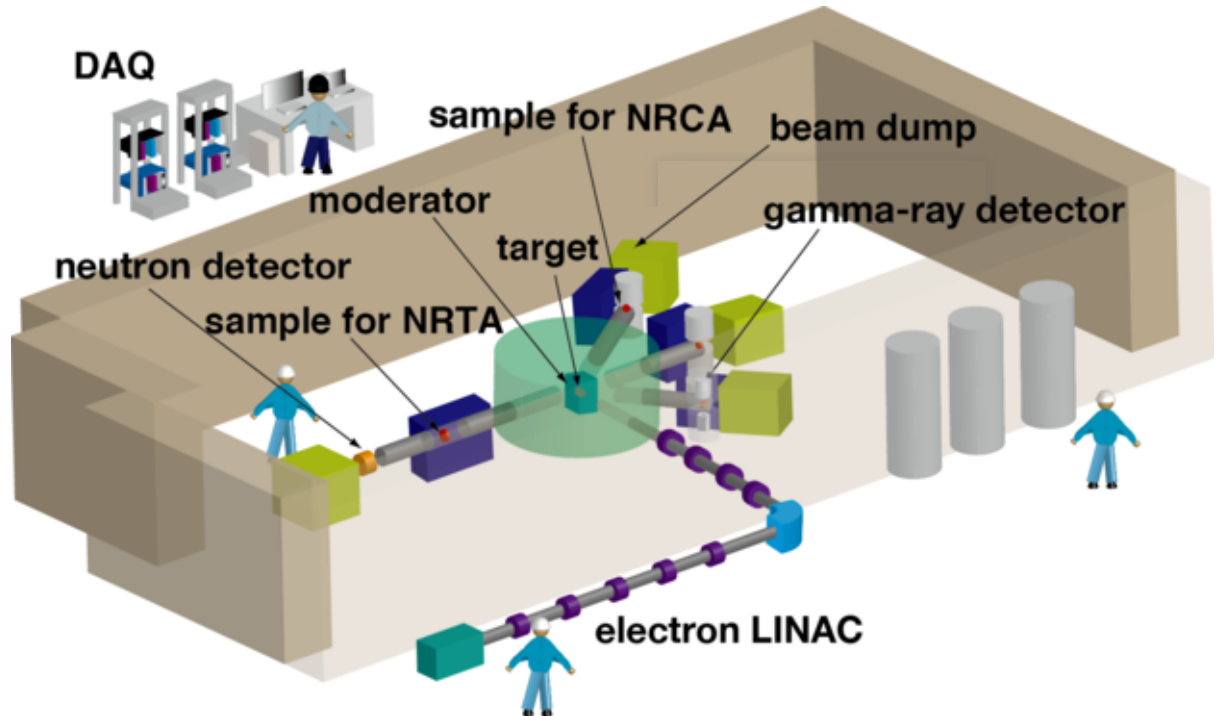 DAQ
sample for NRCA
beam dump
moderator
gamma-ray detector
target
neutron detector
sample for NRTA
electron LINAC